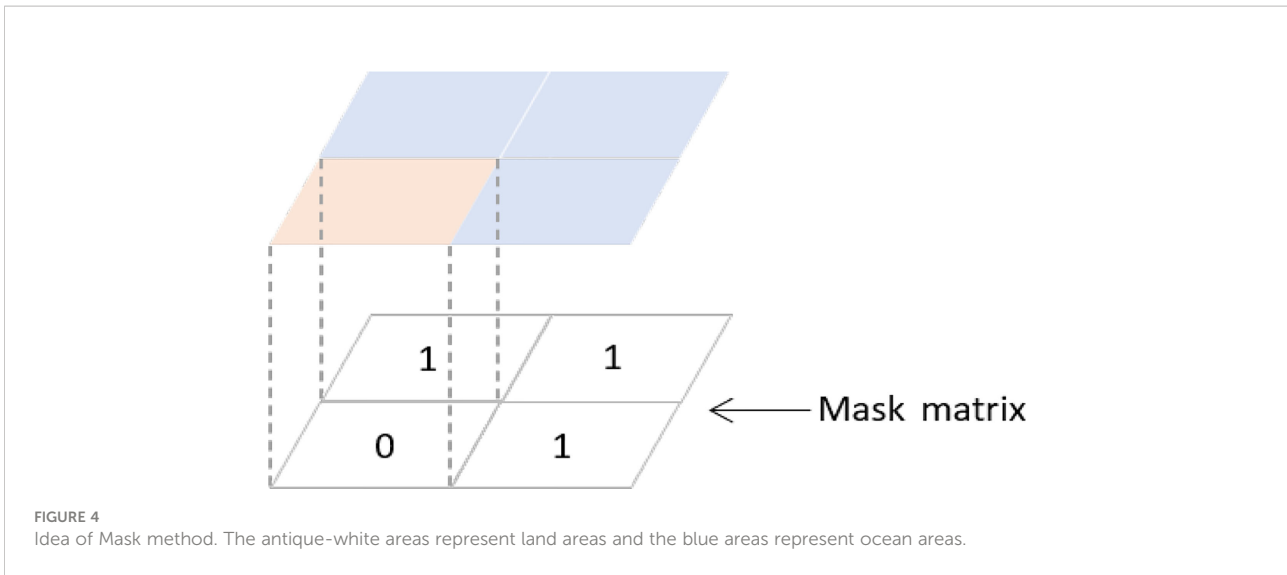 1 1
Mask matrix
0 1
FIGURE 4
Idea of Mask method. The antique-white areas represent land areas and the blue areas represent ocean areas.